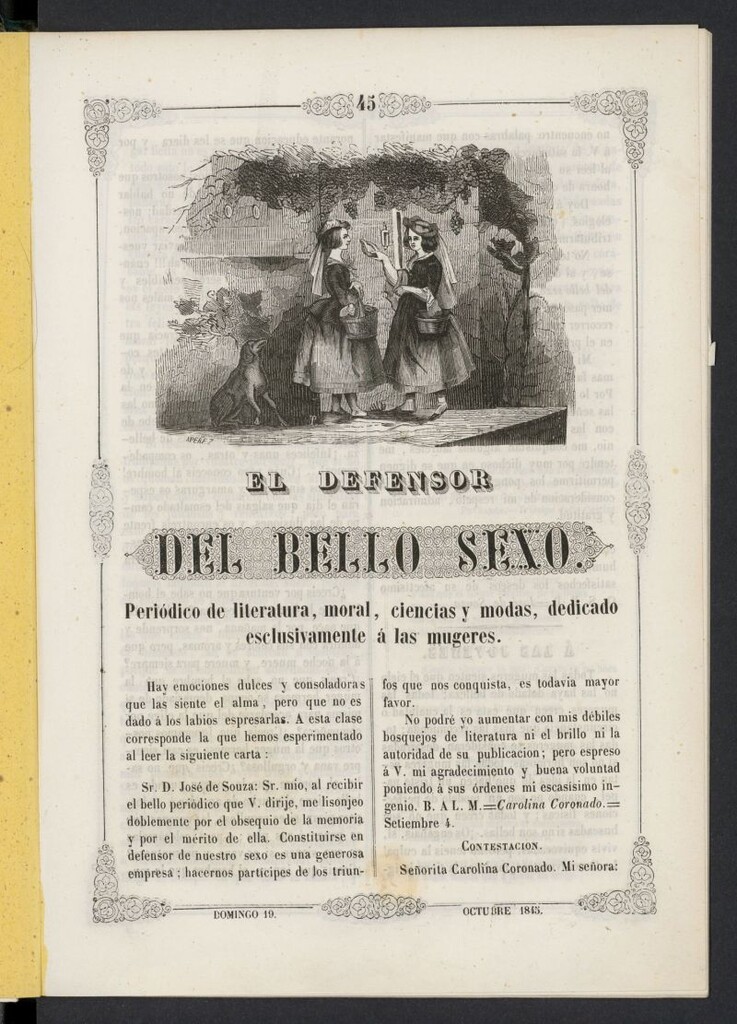 45
EL DEFENSOR
DEL BELLO SEXO.
Periódico de literatura, moral, ciencias y modas, dedicado
esclusivamente á las mugeres.
Hay emociones dulces y consoladoras
que las siente el alma, pero que no es
dado á los labios espresarlas. A esta clase
corresponde la que hemos esperimentado
al leer la siguiente carta:
Sr. D. José de Souza: Sr. mio, al recibir
el bello periódico que V. dirije, me lisonjeo
doblemente por el obsequio de la memoria
y por el mérito de ella. Constituirse en
defensor de nuestro sexo es una generosa
empresa; hacernos partícipes de los triun-
fos que nos conquista, es todavia mayor
favor.
No podré yo aumentar con mis débiles
bosquejos de literatura ni el brillo ni la
autoridad de su publicacion; pero espreso
á V. mi agradecimiento y buena voluntad
poniendo á sus órdenes mi escasísimo in-
genio. B. A L. M.=Carolina Coronado.=
Setiembre 4.
CONTESTACION.
Señorita Carolina Coronado. Mi señora:
DOMINGO 19.
OCTUBRE 1845.